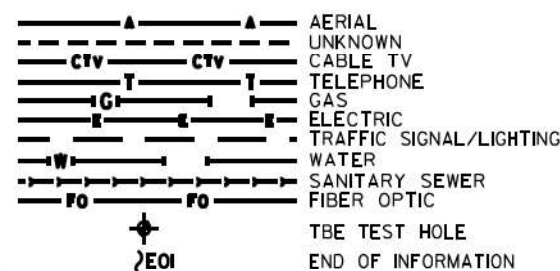 A A AERIAL
UNKNOWN
CTV CTV CABLE TV
T T TELEPHONE
G GAS
E E E ELECTRIC
TRAFFIC SIGNAL/LIGHTING
W WATER
SANITARY SEWER
FO FO FIBER OPTIC
TBE TEST HOLE
EOI END OF INFORMATION